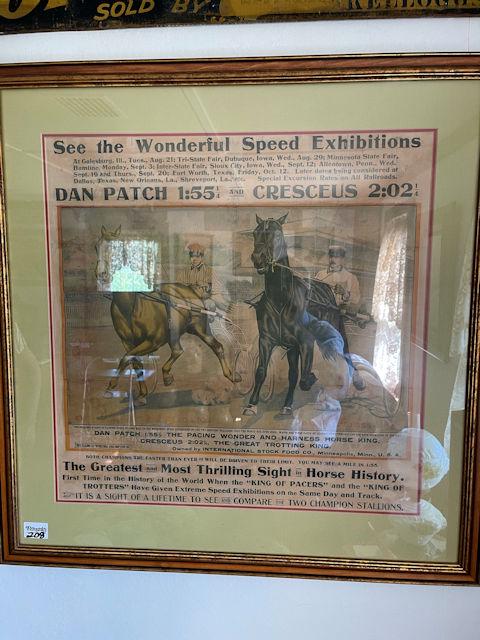 SOLD BY
KELLOGG
See the Wonderful Speed Exhibitions
At Galesburg, Ill., Tues., Aug. 21; Tri-State Fair, Dubuque, Iowa, Wed., Aug. 29; Minnesota State Fair,
Hamline, Monday, Sept. 3; Inter-State Fair, Sioux City, Iowa, Wed., Sept. 12; Allentown, Penn., Wed.
Sept. 19 and Thurs., Sept. 20; Fort Worth, Texas, Friday, Oct. 12. Later dates being considered at
Dallas, Texas, New Orleans, La., Shreveport, La., etc. Special Excursion Rates on All Railroads.
DAN PATCH 1:55¼ AND CRESCEUS 2:02¼
DAN PATCH 1:55¼ THE PACING WONDER AND HARNESS HORSE KING.
CRESCEUS 2:02¼ THE GREAT TROTTING KING.
Owned by INTERNATIONAL STOCK FOOD CO., Minneapolis, Minn., U.S.A.
BOTH CHAMPIONS THE FASTER THAN EVER WILL BE DRIVEN TO THEIR LIMIT. YOU MAY SEE A MILE IN 1:55.
The Greatest and Most Thrilling Sight in Horse History.
First Time in the History of the World When the "KING OF PACERS" and the "KING OF
TROTTERS" Have Given Extreme Speed Exhibitions on the Same Day and Track.
IT IS A SIGHT OF A LIFETIME TO SEE AND COMPARE THE TWO CHAMPION STALLIONS.
208